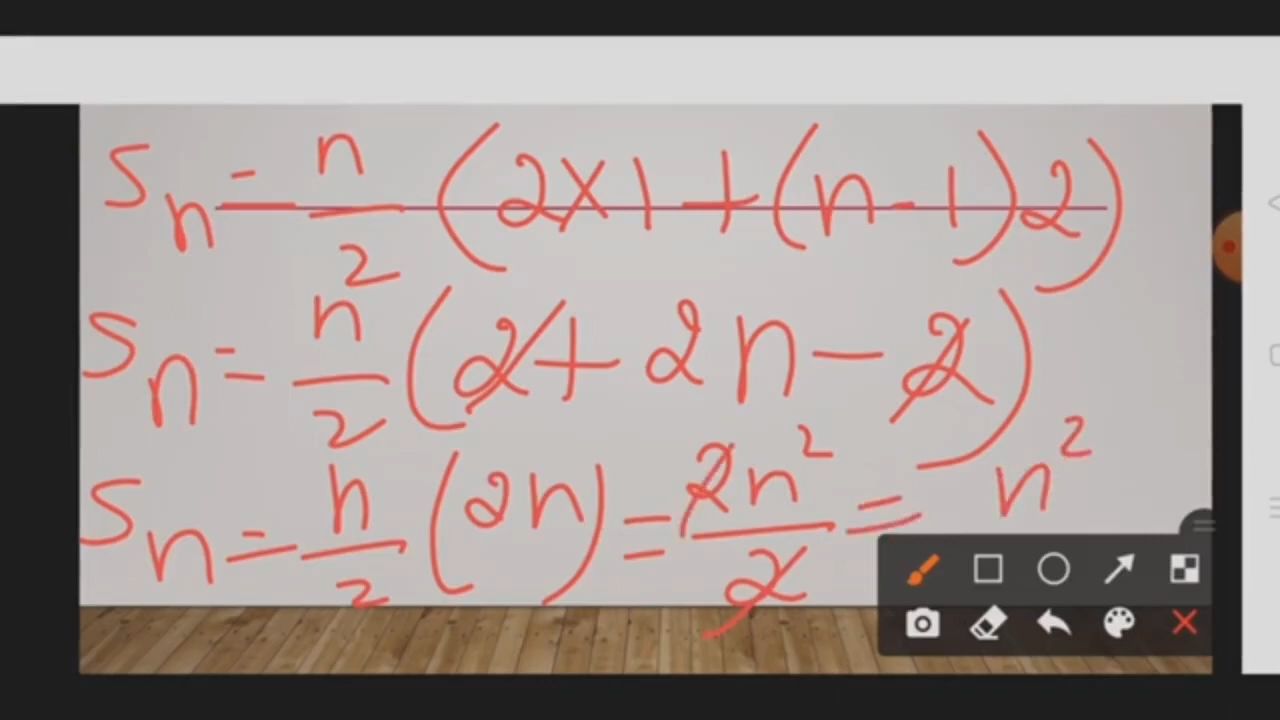 Sn = n/2 (2×1+(n-1)2)
Sn = n/2 (2+2n-2)
Sn = n/2 (2n) = 2n²/2 = n²